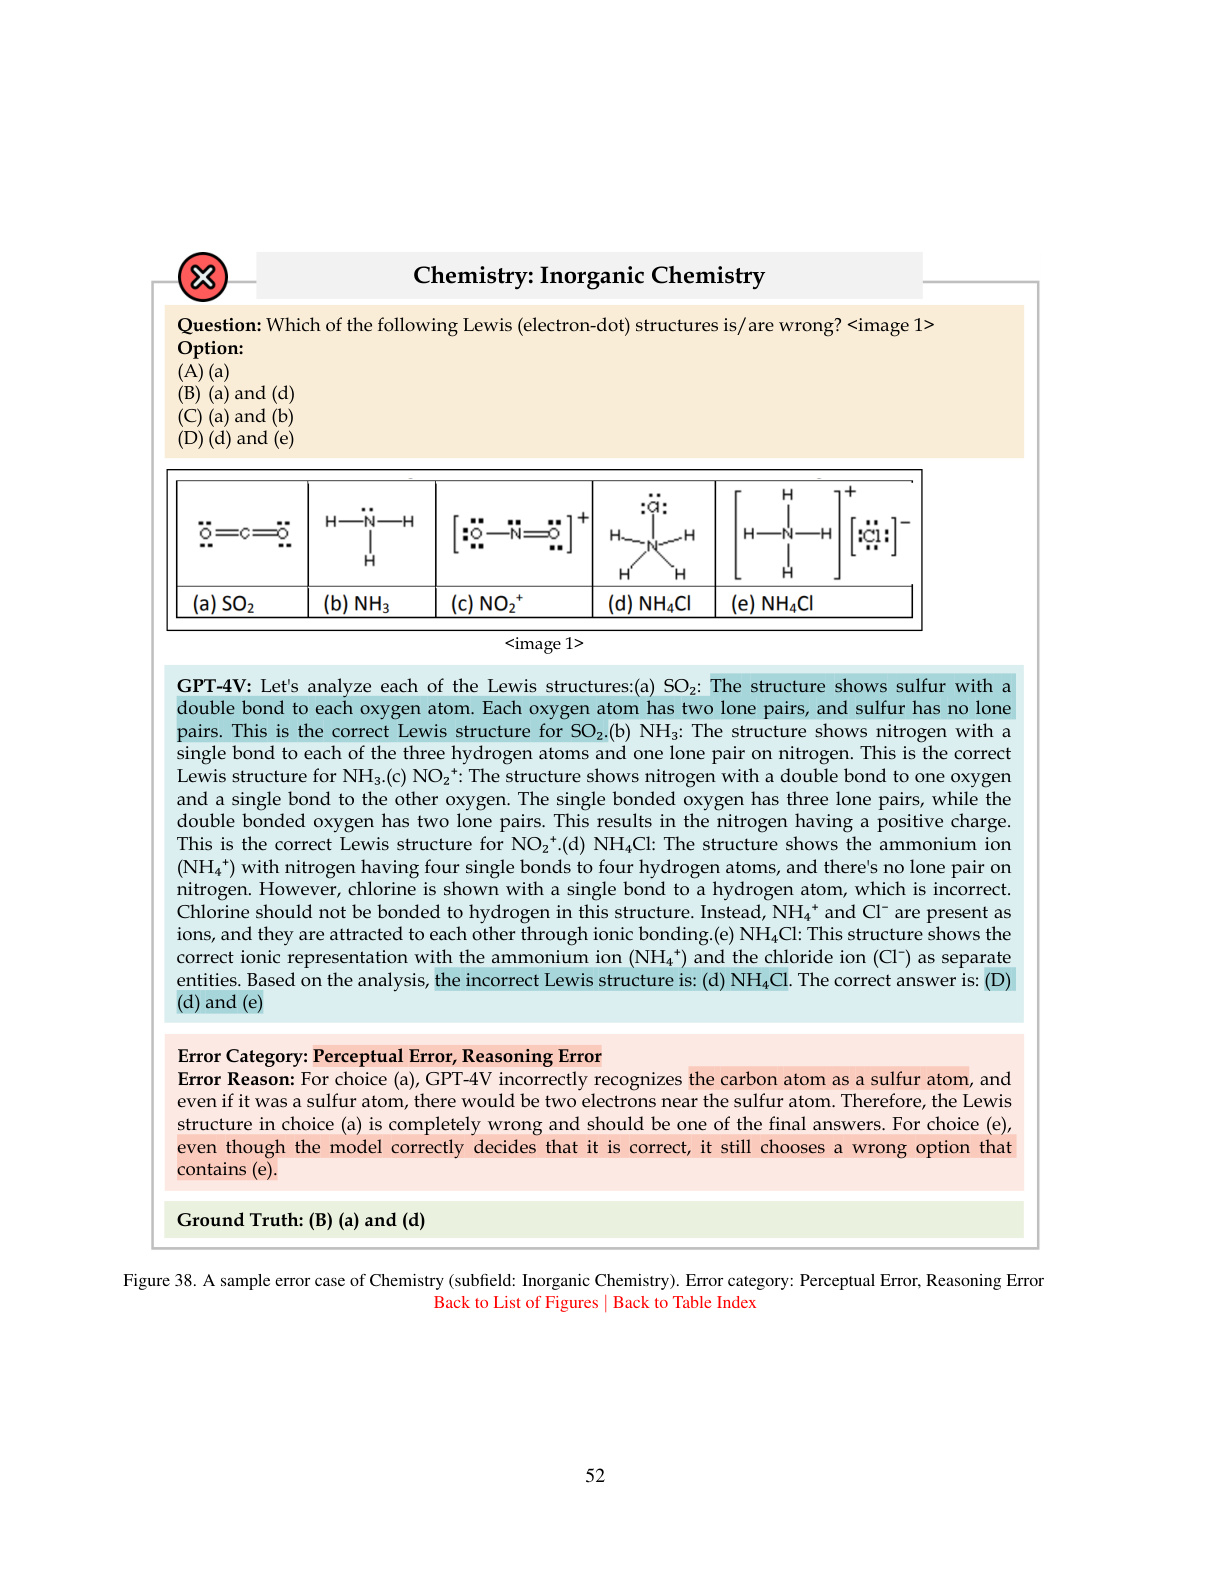 Chemistry: Inorganic Chemistry
Question: Which of the following Lewis (electron-dot) structures is/are wrong? <image 1>
Option:
(A) (a)
(B) (a) and (d)
(C) (a) and (b)
(D) (d) and (e)
O=C=O
H—N—H
H
[:O—N=O]+
:Cl:
H N H
H H
H
H—N—H
H
+
[:Cl:]−
(a) SO₂
(b) NH₃
(c) NO₂⁺
(d) NH₄Cl
(e) NH₄Cl
<image 1>
GPT-4V: Let's analyze each of the Lewis structures:(a) SO₂: The structure shows sulfur with a
double bond to each oxygen atom. Each oxygen atom has two lone pairs, and sulfur has no lone
pairs. This is the correct Lewis structure for SO₂.(b) NH₃: The structure shows nitrogen with a
single bond to each of the three hydrogen atoms and one lone pair on nitrogen. This is the correct
Lewis structure for NH₃.(c) NO₂⁺: The structure shows nitrogen with a double bond to one oxygen
and a single bond to the other oxygen. The single bonded oxygen has three lone pairs, while the
double bonded oxygen has two lone pairs. This results in the nitrogen having a positive charge.
This is the correct Lewis structure for NO₂⁺.(d) NH₄Cl: The structure shows the ammonium ion
(NH₄⁺) with nitrogen having four single bonds to four hydrogen atoms, and there's no lone pair on
nitrogen. However, chlorine is shown with a single bond to a hydrogen atom, which is incorrect.
Chlorine should not be bonded to hydrogen in this structure. Instead, NH₄⁺ and Cl⁻ are present as
ions, and they are attracted to each other through ionic bonding.(e) NH₄Cl: This structure shows the
correct ionic representation with the ammonium ion (NH₄⁺) and the chloride ion (Cl⁻) as separate
entities. Based on the analysis, the incorrect Lewis structure is: (d) NH₄Cl. The correct answer is: (D)
(d) and (e)
Error Category: Perceptual Error, Reasoning Error
Error Reason: For choice (a), GPT-4V incorrectly recognizes the carbon atom as a sulfur atom, and
even if it was a sulfur atom, there would be two electrons near the sulfur atom. Therefore, the Lewis
structure in choice (a) is completely wrong and should be one of the final answers. For choice (e),
even though the model correctly decides that it is correct, it still chooses a wrong option that
contains (e).
Ground Truth: (B) (a) and (d)
Figure 38. A sample error case of Chemistry (subfield: Inorganic Chemistry). Error category: Perceptual Error, Reasoning Error
Back to List of Figures | Back to Table Index
52